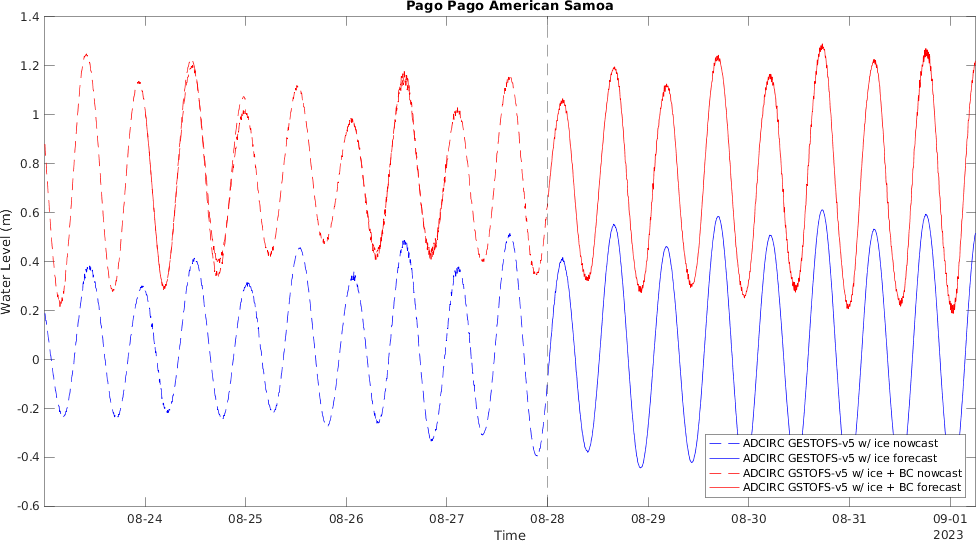 Pago Pago American Samoa
1.4
1.2
1
0.8
0.6
0.4
0.2
0
-0.2
-0.4
-0.6
Water Level (m)
ADCIRC GESTOFS-v5 w/ ice nowcast
ADCIRC GESTOFS-v5 w/ ice forecast
ADCIRC GSTOFS-v5 w/ ice + BC nowcast
ADCIRC GSTOFS-v5 w/ ice + BC forecast
08-24 08-25 08-26 08-27 08-28 08-29 08-30 08-31 09-01
2023
Time